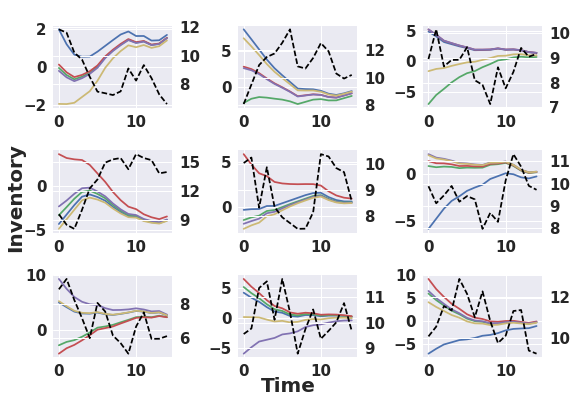 2 0 −2 12 10 8 0 10
5 0 12 10 8 0 10
5 0 −5 10 9 8 7 0 10
Inventory
0 −5 15 12 9 0 10
5 0 −5 10 9 8 0 10
0 −5 11 10 9 8 0 10
10 0 8 6 0 10
5 0 −5 11 10 9 0 10
10 5 0 −5 12 10 0 10
Time